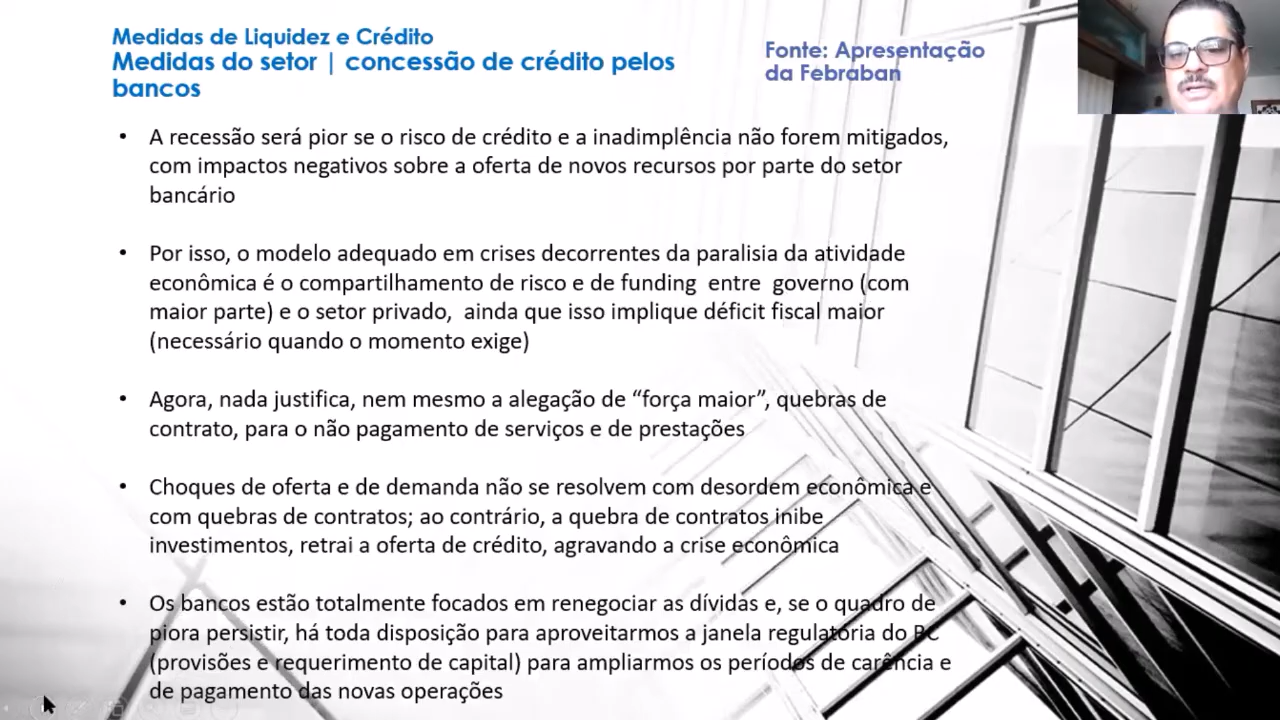 Medidas de Liquidez e Crédito
Medidas do setor | concessão de crédito pelos
bancos
Fonte: Apresentação
da Febraban
• A recessão será pior se o risco de crédito e a inadimplência não forem mitigados,
com impactos negativos sobre a oferta de novos recursos por parte do setor
bancário
• Por isso, o modelo adequado em crises decorrentes da paralisia da atividade
econômica é o compartilhamento de risco e de funding entre governo (com
maior parte) e o setor privado, ainda que isso implique déficit fiscal maior
(necessário quando o momento exige)
• Agora, nada justifica, nem mesmo a alegação de “força maior”, quebras de
contrato, para o não pagamento de serviços e de prestações
• Choques de oferta e de demanda não se resolvem com desordem econômica e
com quebras de contratos; ao contrário, a quebra de contratos inibe
investimentos, retrai a oferta de crédito, agravando a crise econômica
• Os bancos estão totalmente focados em renegociar as dívidas e, se o quadro de
piora persistir, há toda disposição para aproveitarmos a janela regulatória do BC
(provisões e requerimento de capital) para ampliarmos os períodos de carência e
de pagamento das novas operações